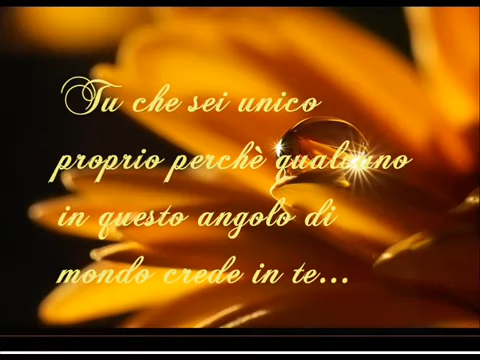 Tu che sei unico
proprio perchè qualcuno
in questo angolo di
mondo crede in te...